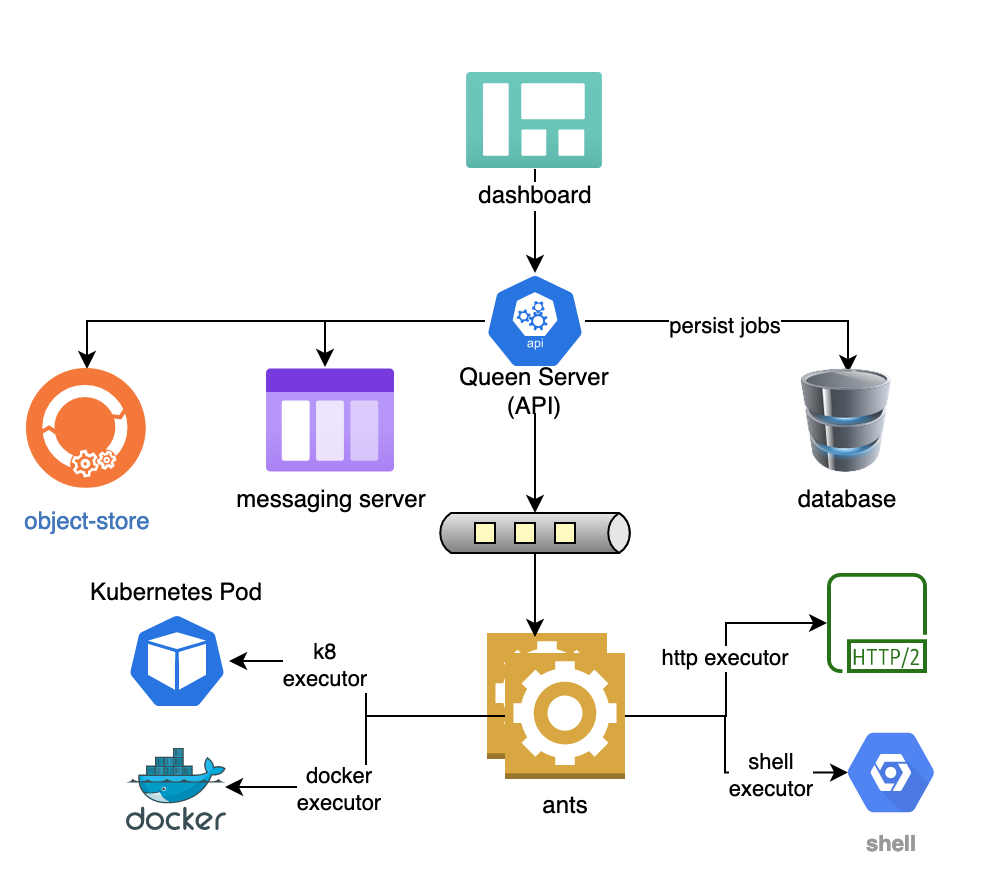 dashboard
api
Queen Server
(API)
persist jobs
object-store
messaging server
database
Kubernetes Pod
k8
executor
docker
executor
docker
ants
http executor
HTTP/2
shell
executor
shell